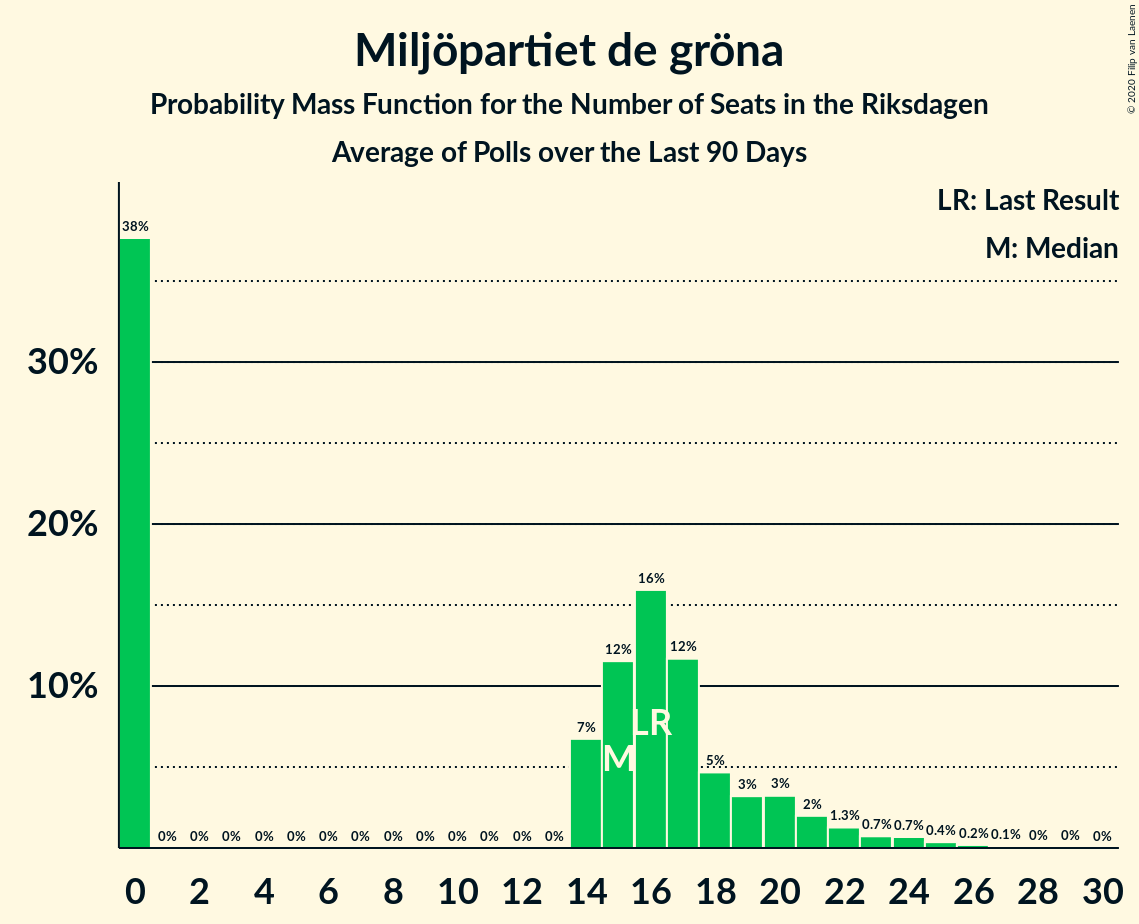 Miljöpartiet de gröna
Probability Mass Function for the Number of Seats in the Riksdagen
Average of Polls over the Last 90 Days
© 2020 Filip van Laenen
LR: Last Result
M: Median
38%
30%
20%
16%
12% 12%
10%
LR
7%
M
5%
3% 3%
2%
1.3%
0.7% 0.7%
0.4%
0% 0% 0% 0% 0% 0% 0% 0% 0% 0% 0% 0% 0% 0.2% 0.1% 0% 0% 0%
0 2 4 6 8 10 12 14 16 18 20 22 24 26 28 30